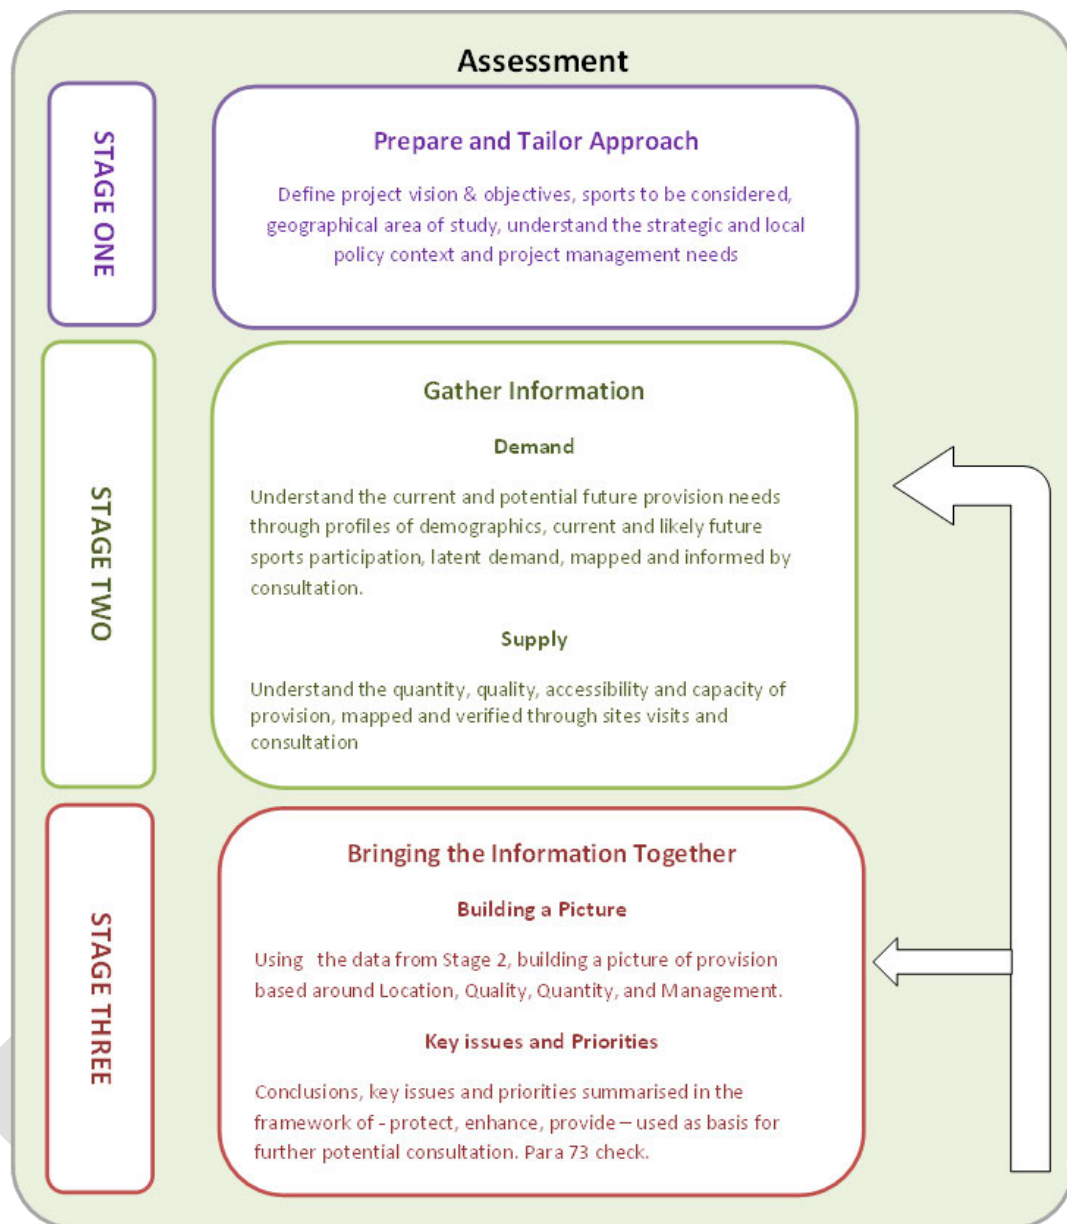 Assessment
STAGE ONE
Prepare and Tailor Approach
Define project vision & objectives, sports to be considered,
geographical area of study, understand the strategic and local
policy context and project management needs
STAGE TWO
Gather Information
Demand
Understand the current and potential future provision needs
through profiles of demographics, current and likely future
sports participation, latent demand, mapped and informed by
consultation.
Supply
Understand the quantity, quality, accessibility and capacity of
provision, mapped and verified through sites visits and
consultation
STAGE THREE
Bringing the Information Together
Building a Picture
Using the data from Stage 2, building a picture of provision
based around Location, Quality, Quantity, and Management.
Key issues and Priorities
Conclusions, key issues and priorities summarised in the
framework of - protect, enhance, provide – used as basis for
further potential consultation. Para 73 check.